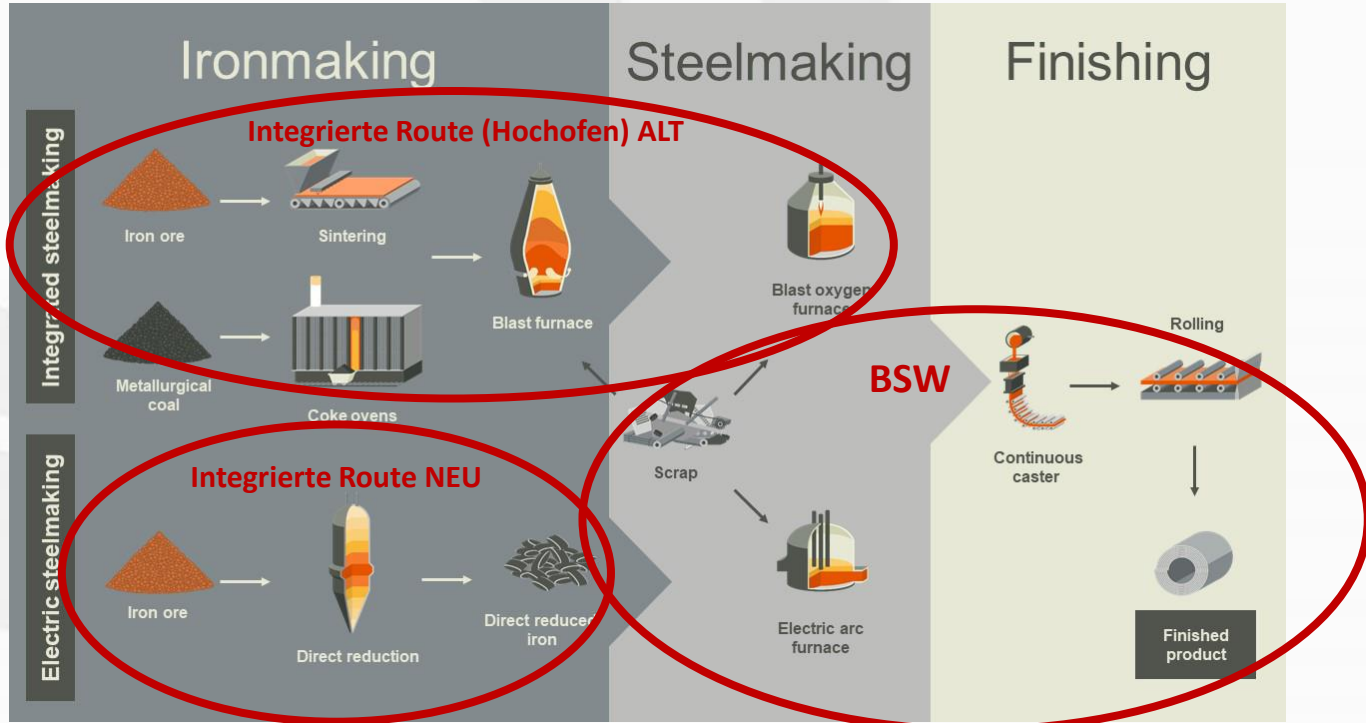 Ironmaking
Steelmaking
Finishing
Integrated steelmaking
Integrierte Route (Hochofen) ALT
Iron ore
Sintering
Metallurgical
coal
Coke ovens
Blast furnace
Blast oxygen
furnace
Scrap
BSW
Continuous
caster
Rolling
Electric steelmaking
Integrierte Route NEU
Iron ore
Direct reduction
Direct reduced
iron
Electric arc
furnace
Finished
product